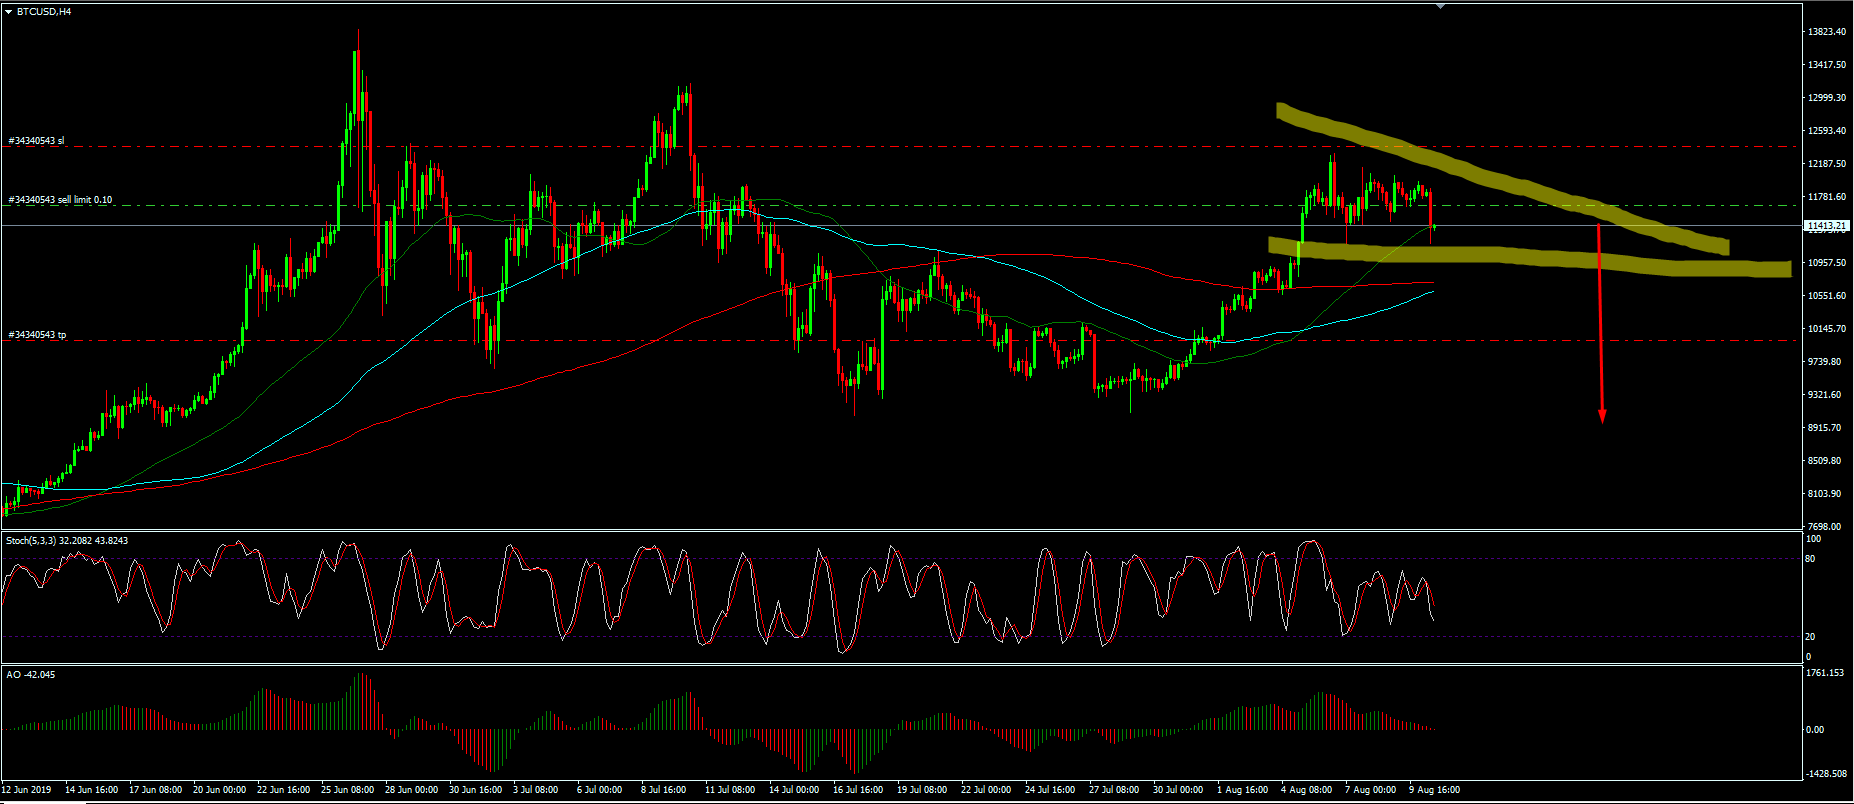 BTCUSD,H4
13823.40
13417.50
12999.30
#34340543 sl
12593.40
12187.50
#34340543 sell limit 0.10
11781.60
11413.21
10957.50
10551.60
#34340543 tp
10145.70
9739.80
9321.60
8915.70
8509.80
8103.90
7698.00
Stoch(5,3,3) 32.2082 43.8243
100
80
20
0
AO -42.045
1761.153
0.00
-1428.508
12 Jun 2019
14 Jun 16:00
17 Jun 08:00
20 Jun 00:00
22 Jun 16:00
25 Jun 08:00
28 Jun 00:00
30 Jun 16:00
3 Jul 08:00
6 Jul 00:00
8 Jul 16:00
11 Jul 08:00
14 Jul 00:00
16 Jul 16:00
19 Jul 08:00
22 Jul 00:00
24 Jul 16:00
27 Jul 08:00
30 Jul 00:00
1 Aug 16:00
4 Aug 08:00
7 Aug 00:00
9 Aug 16:00